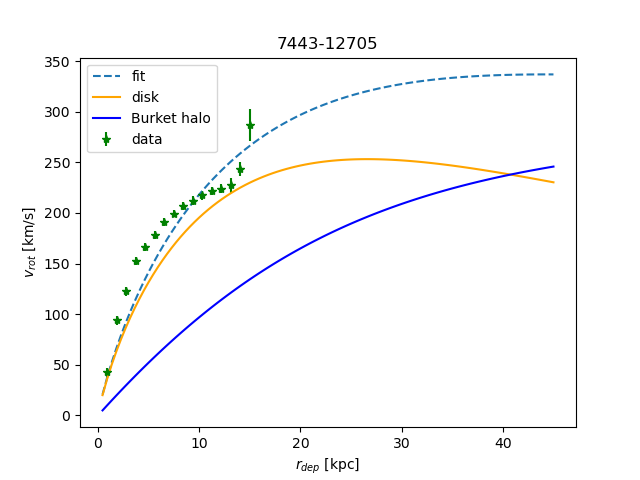 7443-12705
350
300
250
200
150
100
50
0
v_rot [km/s]
fit
disk
Burket halo
data
0 10 20 30 40
r_dep [kpc]